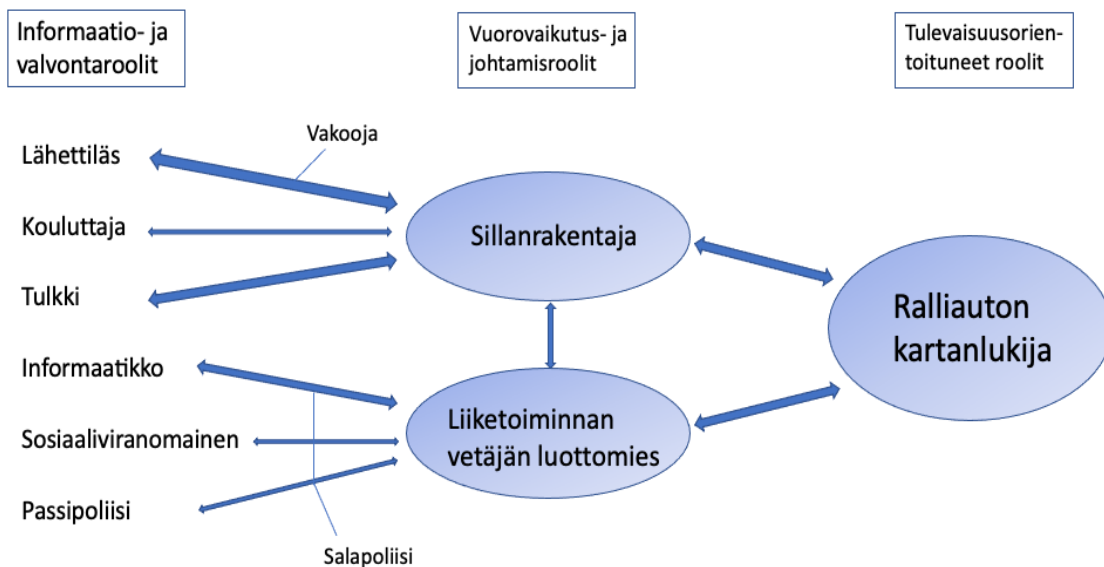 Informaatio- ja
valvontaroolit
Vuorovaikutus- ja
johtamisroolit
Tulevaisuusorien-
toituneet roolit
Vakooja
Lähettiläs
Kouluttaja
Tulkki
Informaatikko
Sosiaaliviranomainen
Passipoliisi
Salapoliisi
Sillanrakentaja
Liiketoiminnan
vetäjän luottomies
Ralliauton
kartanlukija